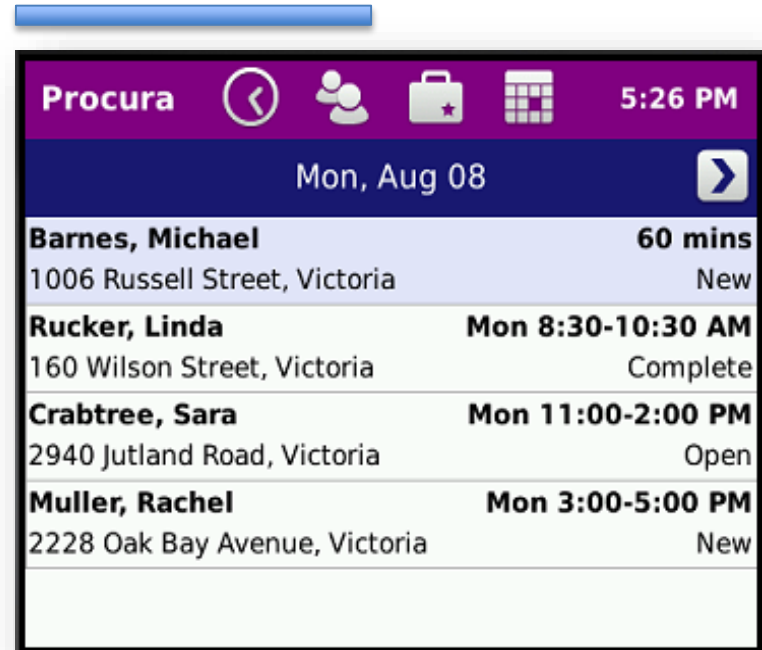 Procura 5:26 PM
Mon, Aug 08
Barnes, Michael 60 mins
1006 Russell Street, Victoria New
Rucker, Linda Mon 8:30-10:30 AM
160 Wilson Street, Victoria Complete
Crabtree, Sara Mon 11:00-2:00 PM
2940 Jutland Road, Victoria Open
Muller, Rachel Mon 3:00-5:00 PM
2228 Oak Bay Avenue, Victoria New